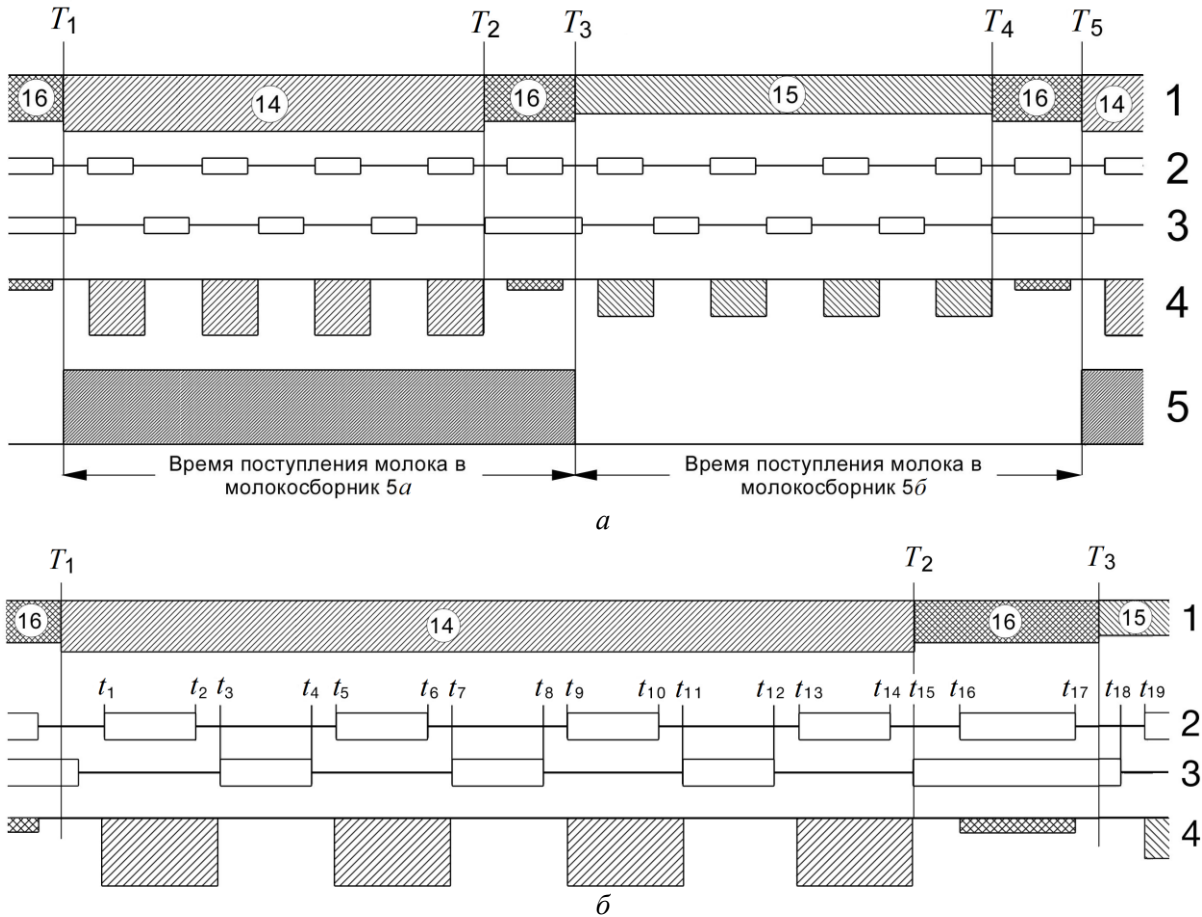 T1 T2 T3 T4 T5
16 14 16 15 16 14 1
2
3
4
5
Время поступления молока в молокосборник 5а
Время поступления молока в молокосборник 5б
а
T1 T2 T3
16 14 16 15 1
t1 t2 t3 t4 t5 t6 t7 t8 t9 t10 t11 t12 t13 t14 t15 t16 t17 t18 t19
2
3
4
б